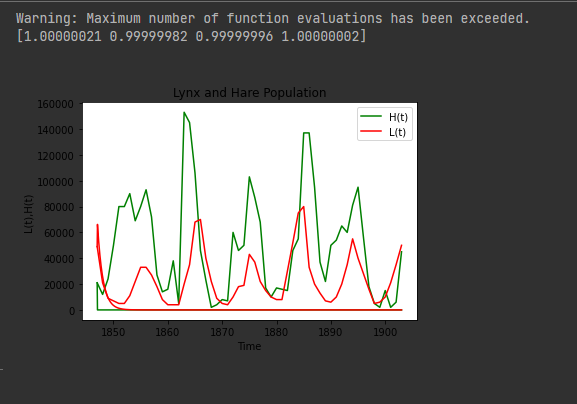 Warning: Maximum number of function evaluations has been exceeded.
[1.00000021 0.99999982 0.99999996 1.00000002]
Lynx and Hare Population
H(t)
L(t)
160000
140000
120000
100000
80000
60000
40000
20000
0
L(t),H(t)
1850 1860 1870 1880 1890 1900
Time